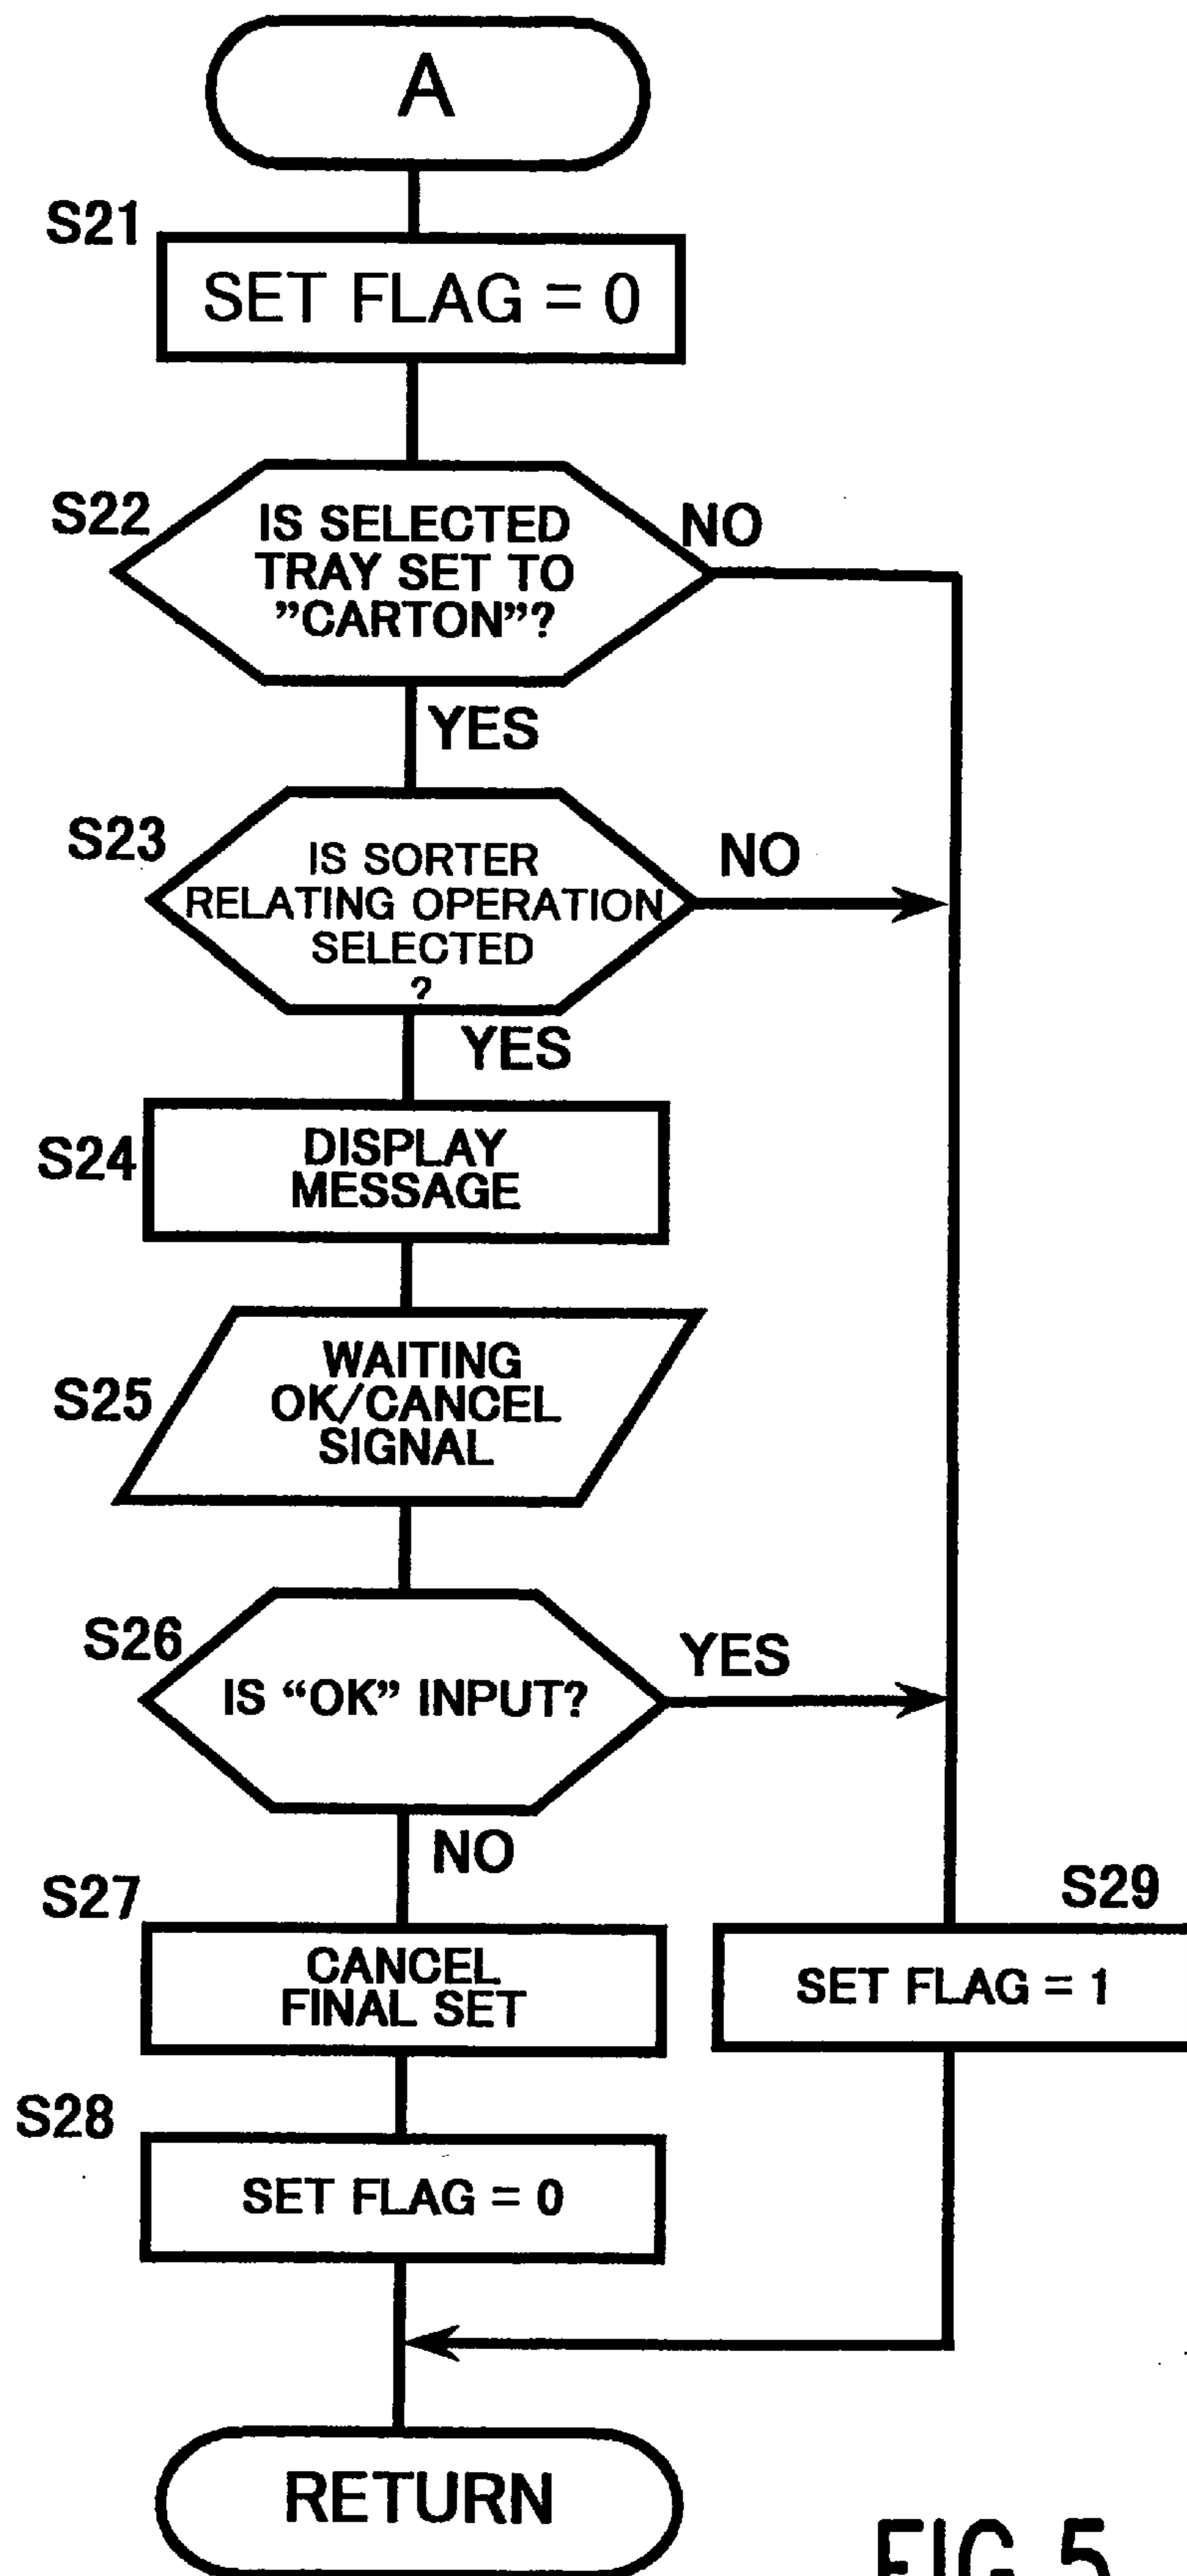 A
S21
SET FLAG = 0
S22
IS SELECTED
TRAY SET TO
”CARTON”?
NO
YES
S23
IS SORTER
RELATING OPERATION
SELECTED
?
NO
YES
S24
DISPLAY
MESSAGE
S25
WAITING
OK/CANCEL
SIGNAL
S26
IS “OK” INPUT?
YES
NO
S27
CANCEL
FINAL SET
S29
SET FLAG = 1
S28
SET FLAG = 0
RETURN
FIG. 5